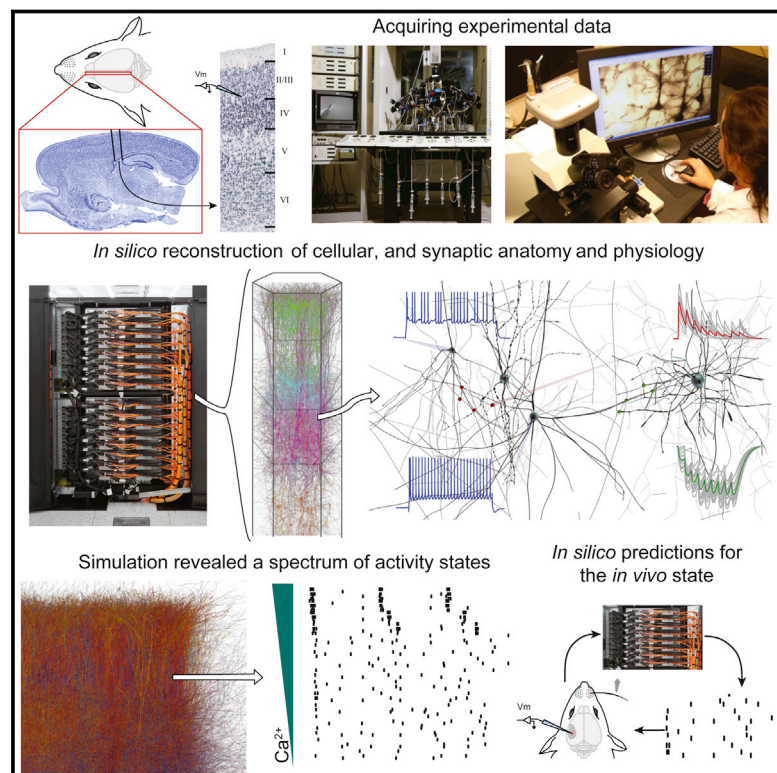 Acquiring experimental data
Vm
I
II/III
IV
V
VI
In silico reconstruction of cellular, and synaptic anatomy and physiology
Simulation revealed a spectrum of activity states
Ca2+
In silico predictions for
the in vivo state
Vm